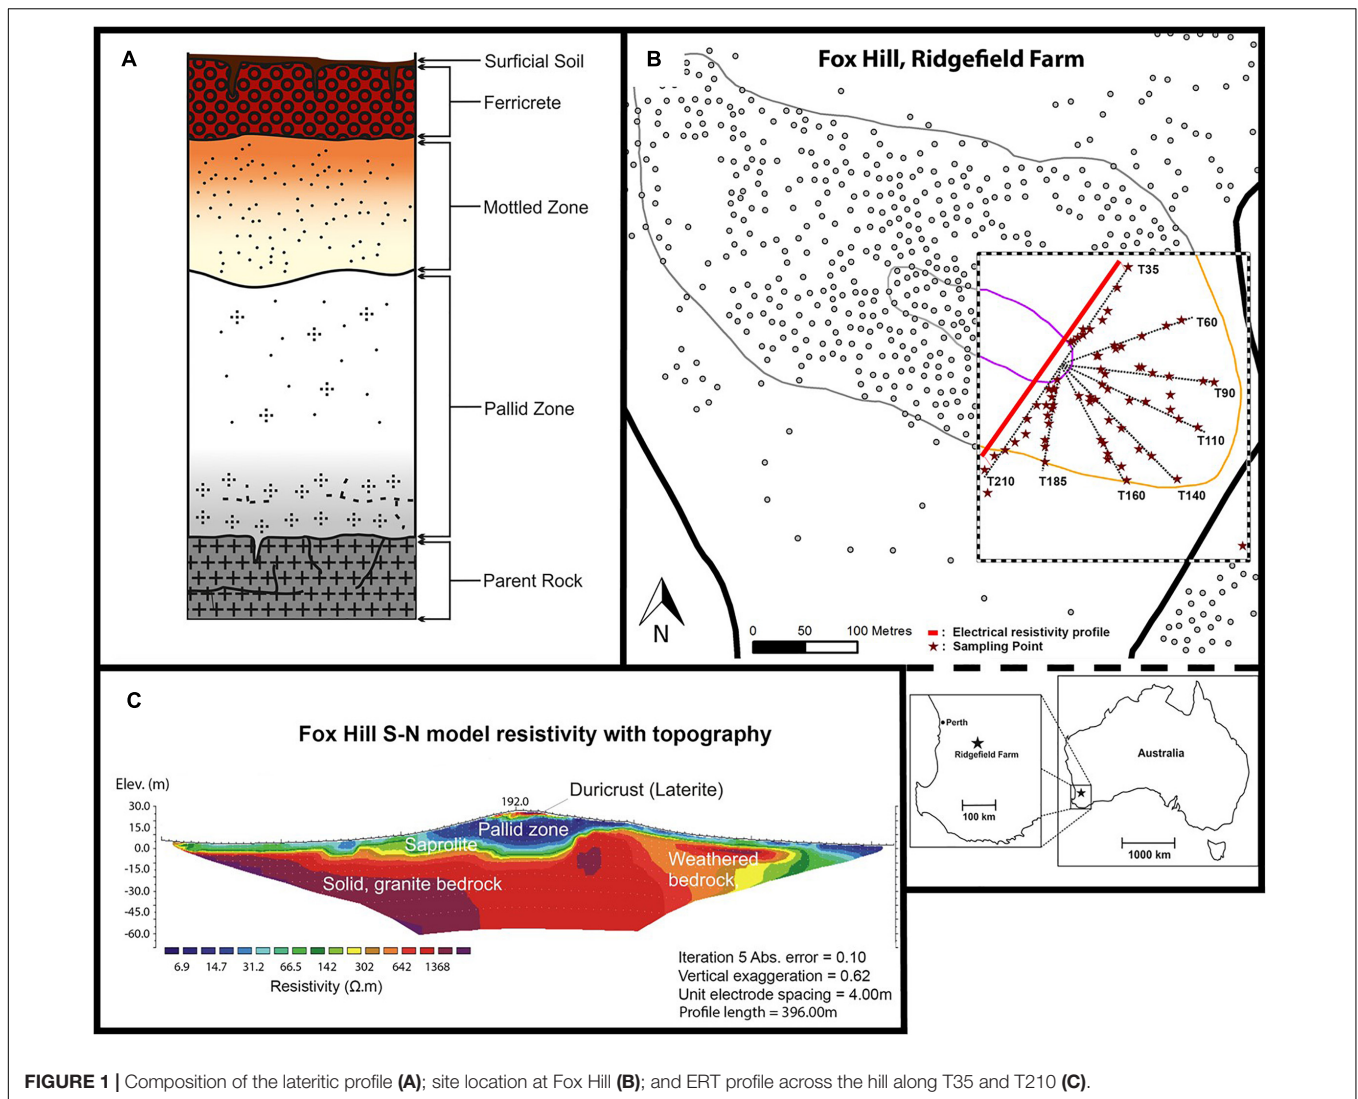 A
Surficial Soil
Ferricrete
Mottled Zone
Pallid Zone
Parent Rock
B
Fox Hill, Ridgefield Farm
T35
T60
T90
T110
T140
T160
T185
T210
N
0 50 100 Metres
: Electrical resistivity profile
: Sampling Point
Perth
Ridgefield Farm
100 km
Australia
1000 km
C
Fox Hill S-N model resistivity with topography
Elev. (m)
30.0
15.0
0.0
-15.0
-30.0
-45.0
-60.0
192.0
Duricrust (Laterite)
Pallid zone
Saprolite
Weathered
bedrock
Solid, granite bedrock
6.9 14.7 31.2 66.5 142 302 642 1368
Resistivity (Ω.m)
Iteration 5 Abs. error = 0.10
Vertical exaggeration = 0.62
Unit electrode spacing = 4.00m
Profile length = 396.00m
FIGURE 1 | Composition of the lateritic profile (A); site location at Fox Hill (B); and ERT profile across the hill along T35 and T210 (C).